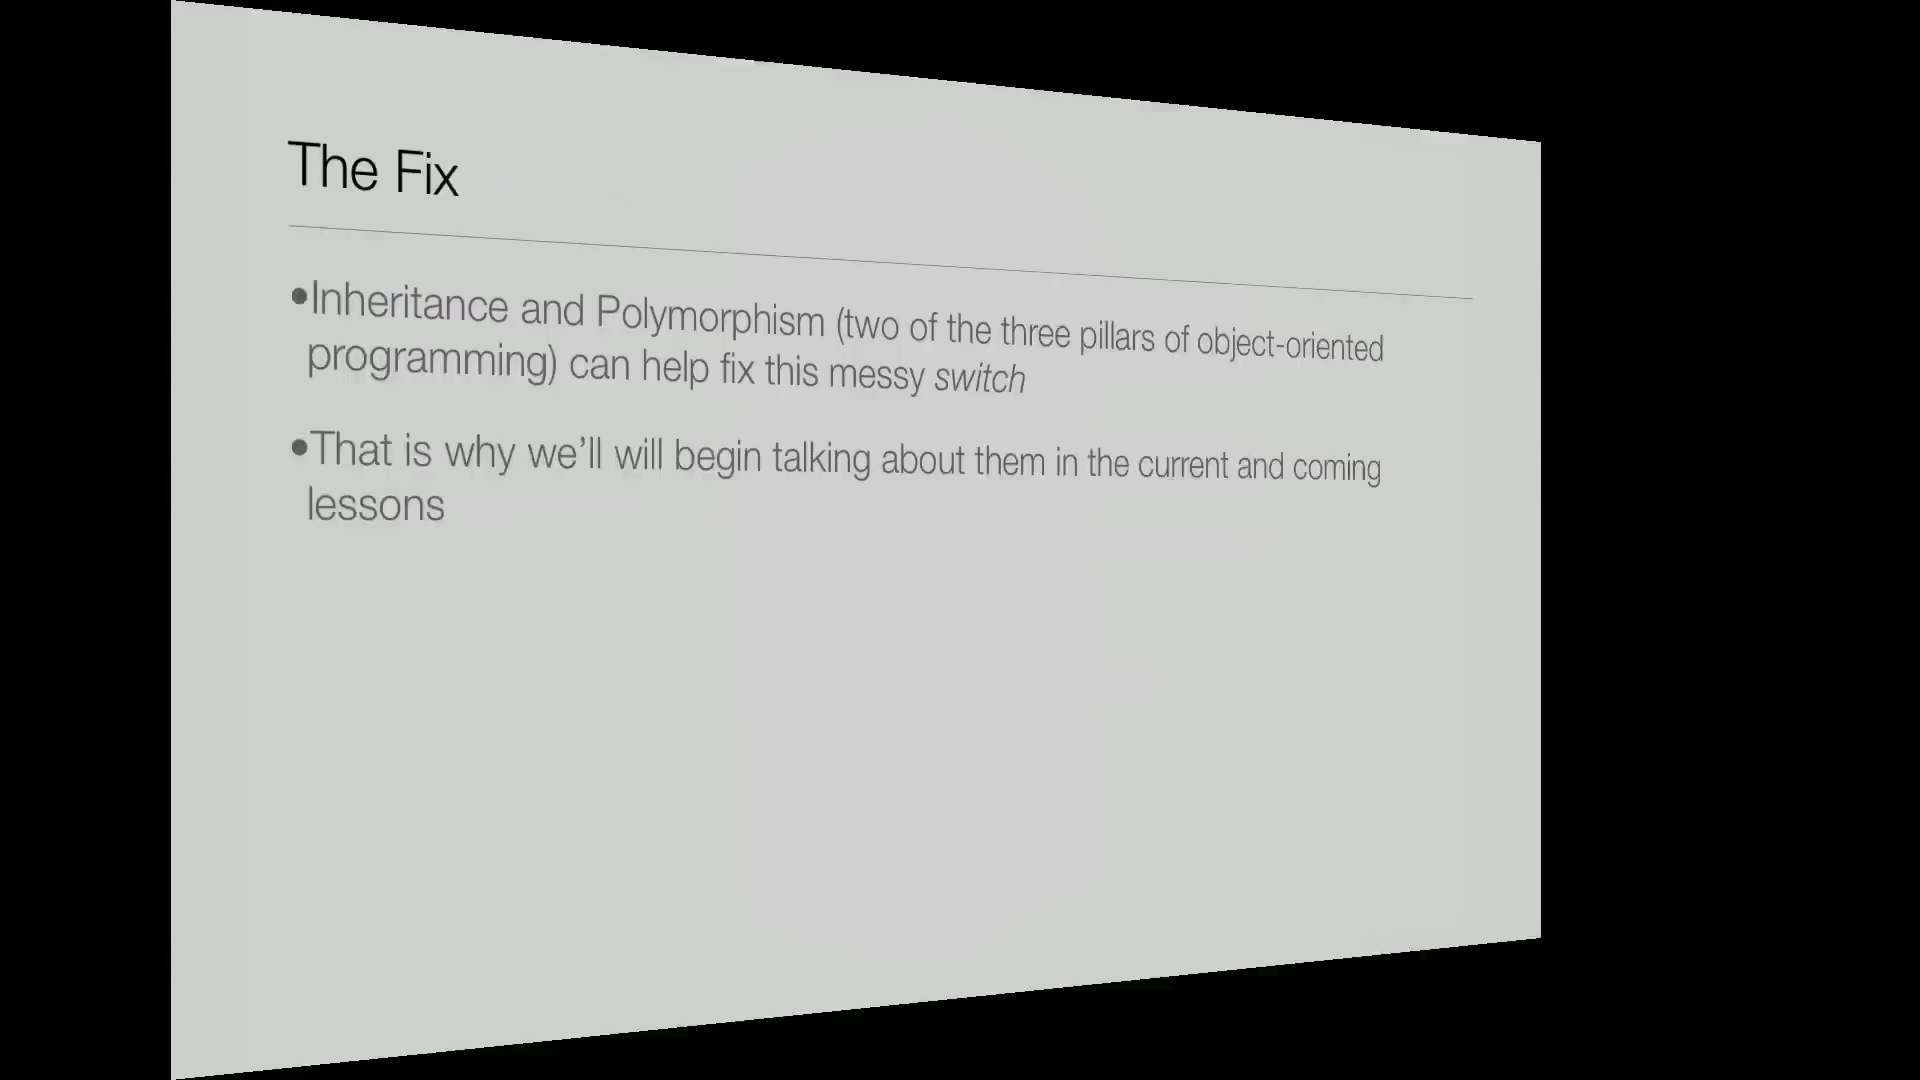 The Fix
•Inheritance and Polymorphism (two of the three pillars of object-oriented
programming) can help fix this messy switch
•That is why we’ll will begin talking about them in the current and coming
lessons